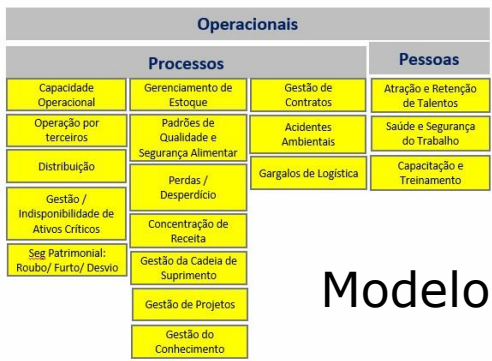 Operacionais
Processos
Pessoas
Capacidade
Operacional
Operação por
terceiros
Distribuição
Gestão /
Indisponibilidade de
Ativos Críticos
Seg Patrimonial:
Roubo/ Furto/ Desvio
Gerenciamento de
Estoque
Padrões de
Qualidade e
Segurança Alimentar
Perdas /
Desperdício
Concentração de
Receita
Gestão da Cadeia de
Suprimento
Gestão de Projetos
Gestão do
Conhecimento
Gestão de
Contratos
Acidentes
Ambientais
Gargalos de Logística
Atração e Retenção
de Talentos
Saúde e Segurança
do Trabalho
Capacitação e
Treinamento
Modelo